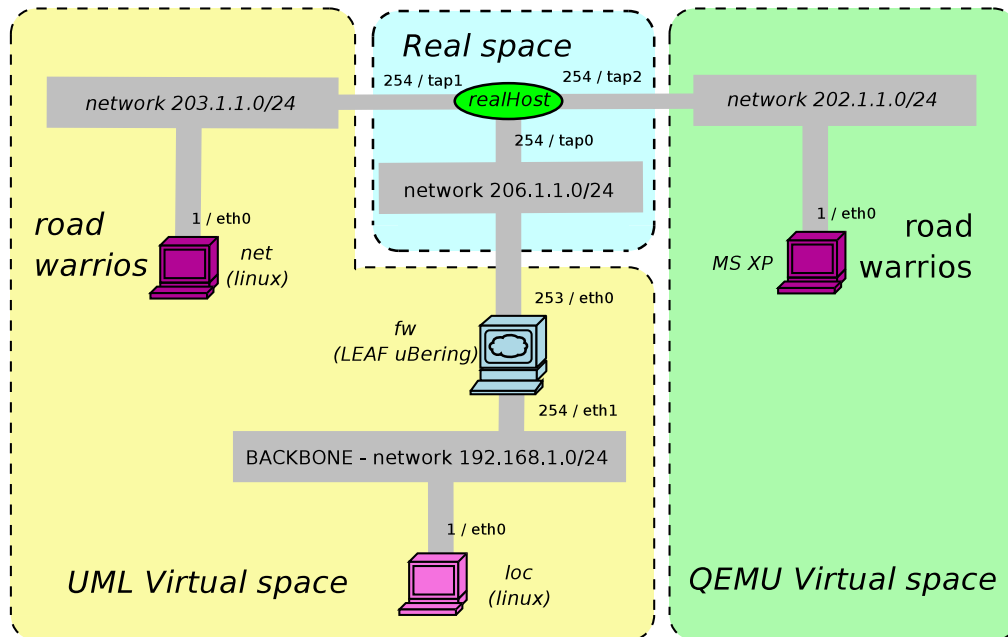 Real space
254 / tap1
254 / tap2
realHost
network 203.1.1.0/24
network 202.1.1.0/24
254 / tap0
network 206.1.1.0/24
1 / eth0
1 / eth0
road
warrios
net
(linux)
MS XP
road
warrios
253 / eth0
fw
(LEAF uBering)
254 / eth1
BACKBONE - network 192.168.1.0/24
1 / eth0
UML Virtual space
loc
(linux)
QEMU Virtual space